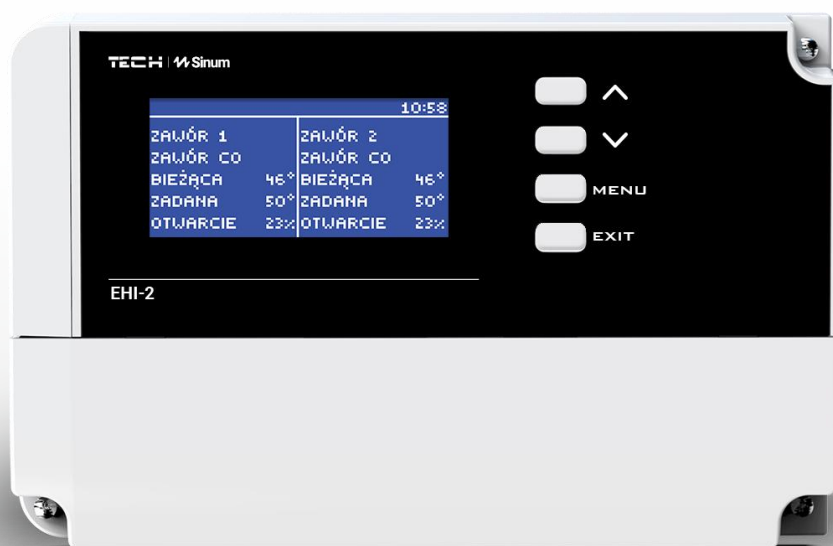 TECH Sinum
10:58
ZAWÓR 1 ZAWÓR 2
ZAWÓR CO ZAWÓR CO
BIEŻĄCA 46° BIEŻĄCA 46°
ZADANA 50° ZADANA 50°
OTWARCIE 23% OTWARCIE 23%
MENU
EXIT
EHI-2